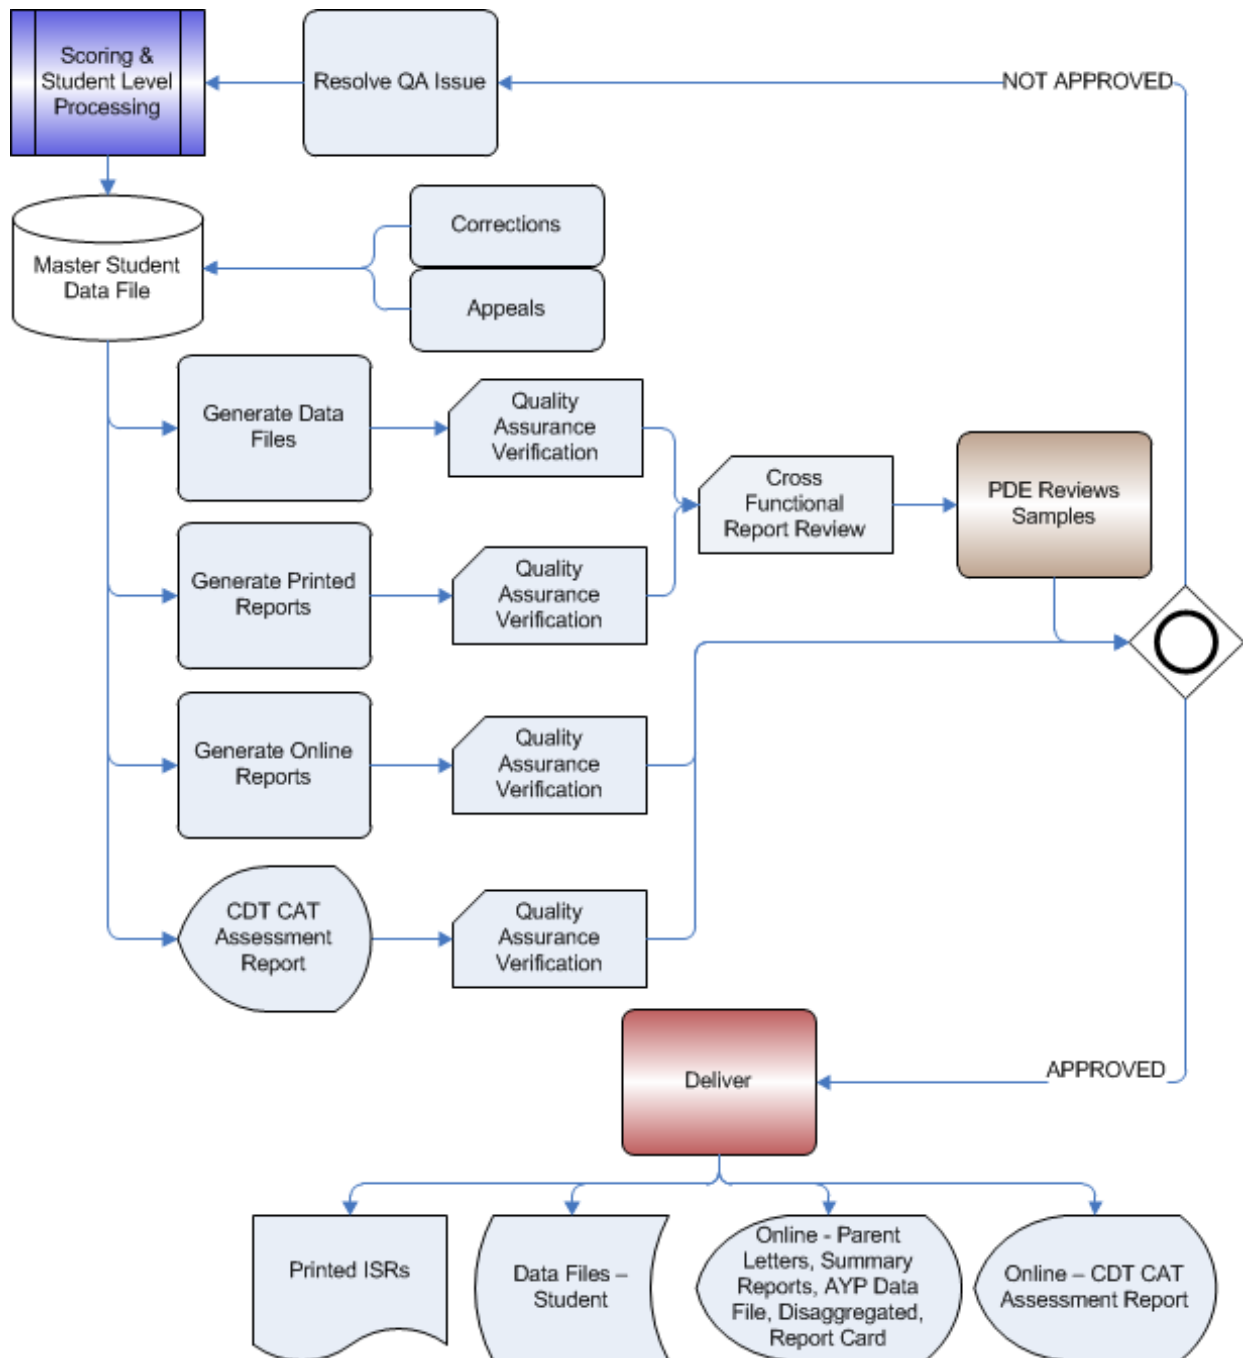 Scoring &
Student Level
Processing
Resolve QA Issue
NOT APPROVED
Corrections
Master Student
Data File
Appeals
Generate Data
Files
Quality
Assurance
Verification
Cross
Functional
Report Review
PDE Reviews
Samples
Generate Printed
Reports
Quality
Assurance
Verification
Generate Online
Reports
Quality
Assurance
Verification
CDT CAT
Assessment
Report
Quality
Assurance
Verification
Deliver
APPROVED
Printed ISRs
Data Files –
Student
Online - Parent
Letters, Summary
Reports, AYP Data
File, Disaggregated,
Report Card
Online – CDT CAT
Assessment Report